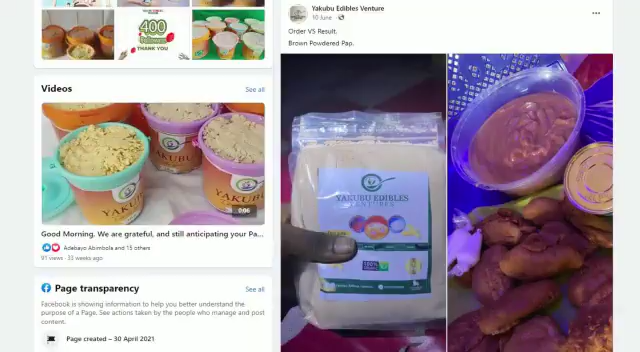 400
THANK YOU
Videos
See all
YAKUBU
YAKUBU
0:06
Good Morning. We are grateful, and still anticipating your Pa...
Adebayo Abimbola and 15 others
91 views · 33 weeks ago
Page transparency
See all
Facebook is showing information to help you better understand the
purpose of a Page. See actions taken by the people who manage and post
content.
Page created – 30 April 2021
Yakubu Edibles Venture
10 June
Order VS Result.
Brown Powdered Pap.
YAKUBU EDIBLES
VENTURES
100%